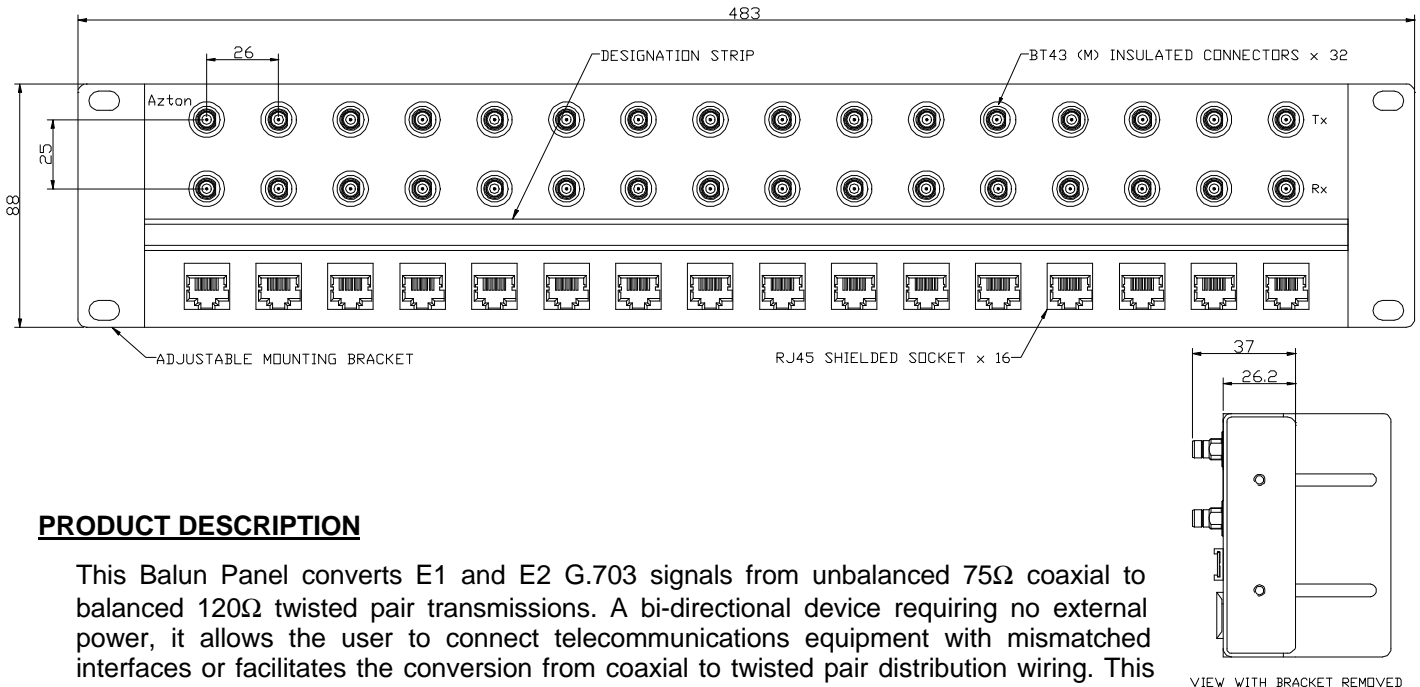 483
26
DESIGNATION STRIP
BT43 (M) INSULATED CONNECTORS x 32
Azton
Tx
25
88
Rx
ADJUSTABLE MOUNTING BRACKET
RJ45 SHIELDED SOCKET x 16
37
26.2
VIEW WITH BRACKET REMOVED
PRODUCT DESCRIPTION
This Balun Panel converts E1 and E2 G.703 signals from unbalanced 75Ω coaxial to
balanced 120Ω twisted pair transmissions. A bi-directional device requiring no external
power, it allows the user to connect telecommunications equipment with mismatched
interfaces or facilitates the conversion from coaxial to twisted pair distribution wiring. This